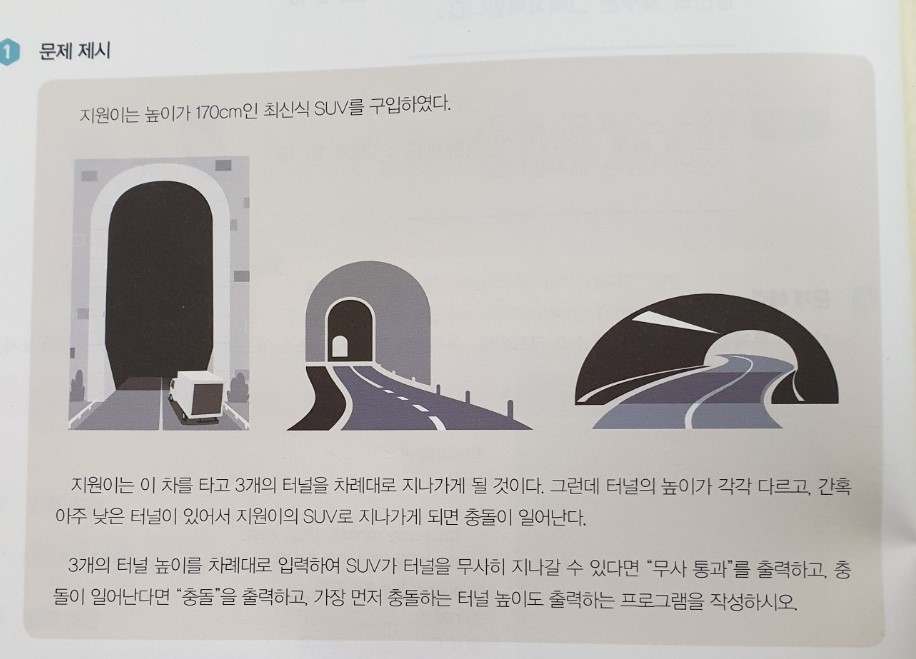 1 문제 제시
지원이는 높이가 170cm인 최신식 SUV를 구입하였다.
지원이는 이 차를 타고 3개의 터널을 차례대로 지나가게 될 것이다. 그런데 터널의 높이가 각각 다르고, 간혹
아주 낮은 터널이 있어서 지원이의 SUV로 지나가게 되면 충돌이 일어난다.
3개의 터널 높이를 차례대로 입력하여 SUV가 터널을 무사히 지나갈 수 있다면 “무사 통과”를 출력하고, 충
돌이 일어난다면 “충돌”을 출력하고, 가장 먼저 충돌하는 터널 높이도 출력하는 프로그램을 작성하시오.